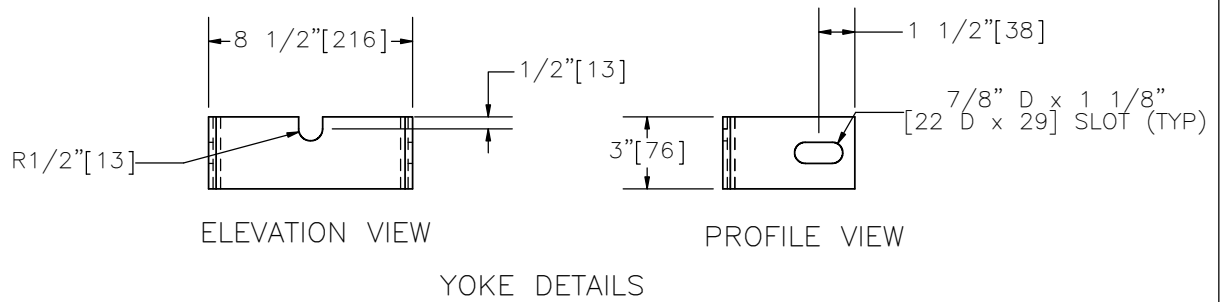 8 1/2"[216]
1/2"[13]
R1/2"[13]
ELEVATION VIEW
1 1/2"[38]
7/8" D x 1 1/8"
[22 D x 29] SLOT (TYP)
3"[76]
PROFILE VIEW
YOKE DETAILS